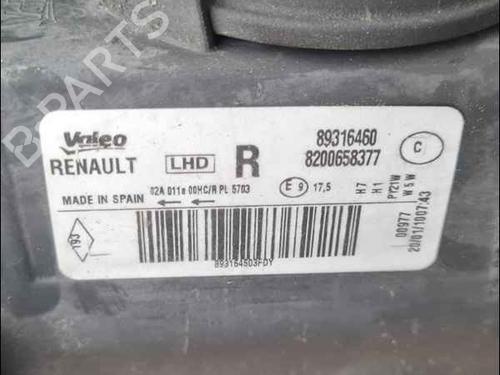 B-PARTS
Valeo
RENAULT
LHD
R
89316460
8200658377
C
MADE IN SPAIN
02A 011a 00HC/R PL 5703
E 9 17,5
H7
H1
PY21W
W5W
00977
20/01/1007:43
193
893164503FDY